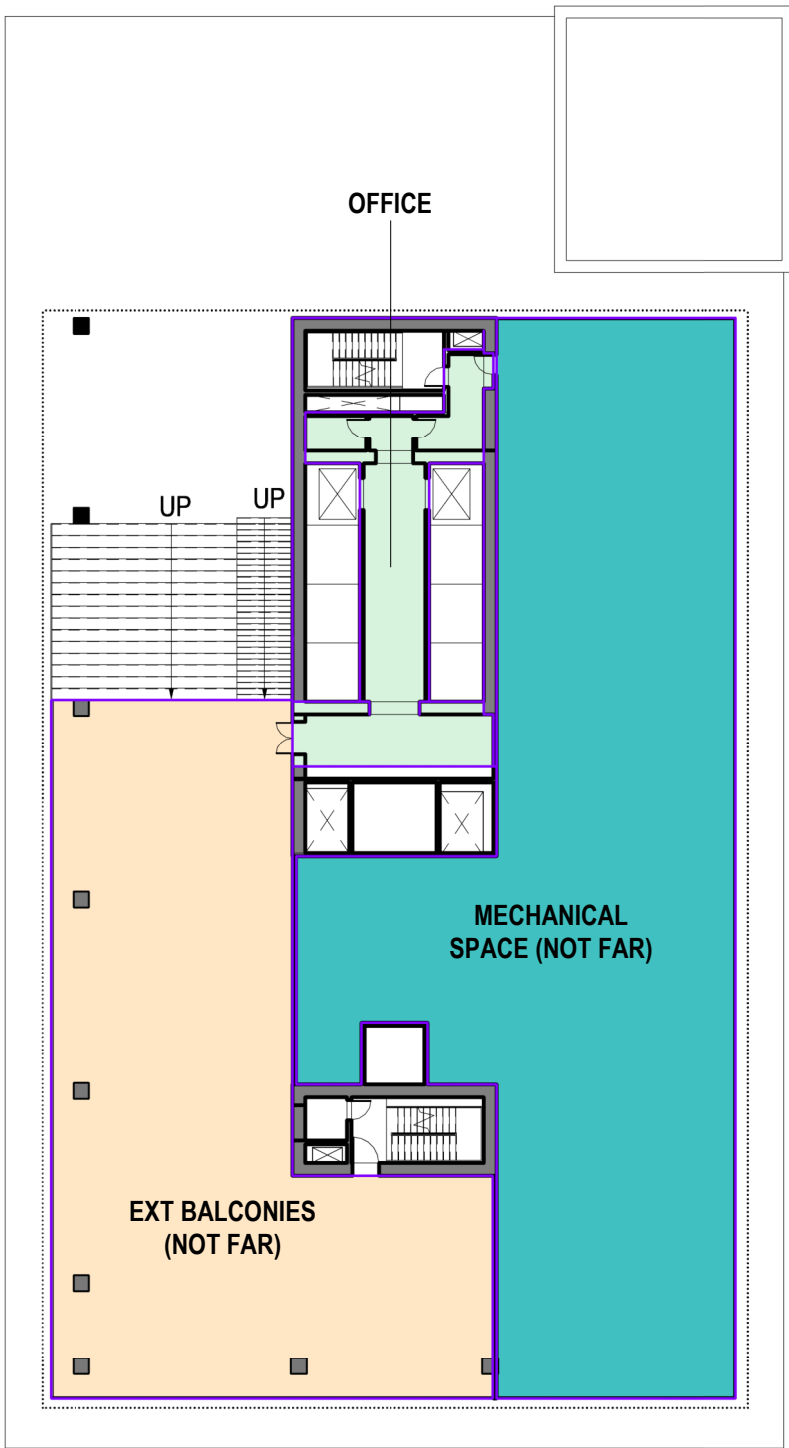 OFFICE
UP
UP
MECHANICAL
SPACE (NOT FAR)
EXT BALCONIES
(NOT FAR)